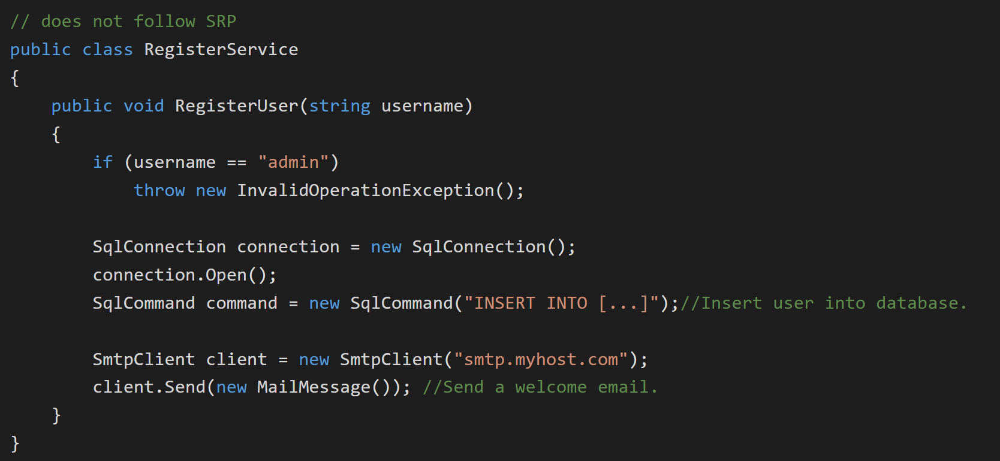 // does not follow SRP
public class RegisterService
{
    public void RegisterUser(string username)
    {
        if (username == "admin")
            throw new InvalidOperationException();

        SqlConnection connection = new SqlConnection();
        connection.Open();
        SqlCommand command = new SqlCommand("INSERT INTO [...]");//Insert user into database.

        SmtpClient client = new SmtpClient("smtp.myhost.com");
        client.Send(new MailMessage()); //Send a welcome email.
    }
}